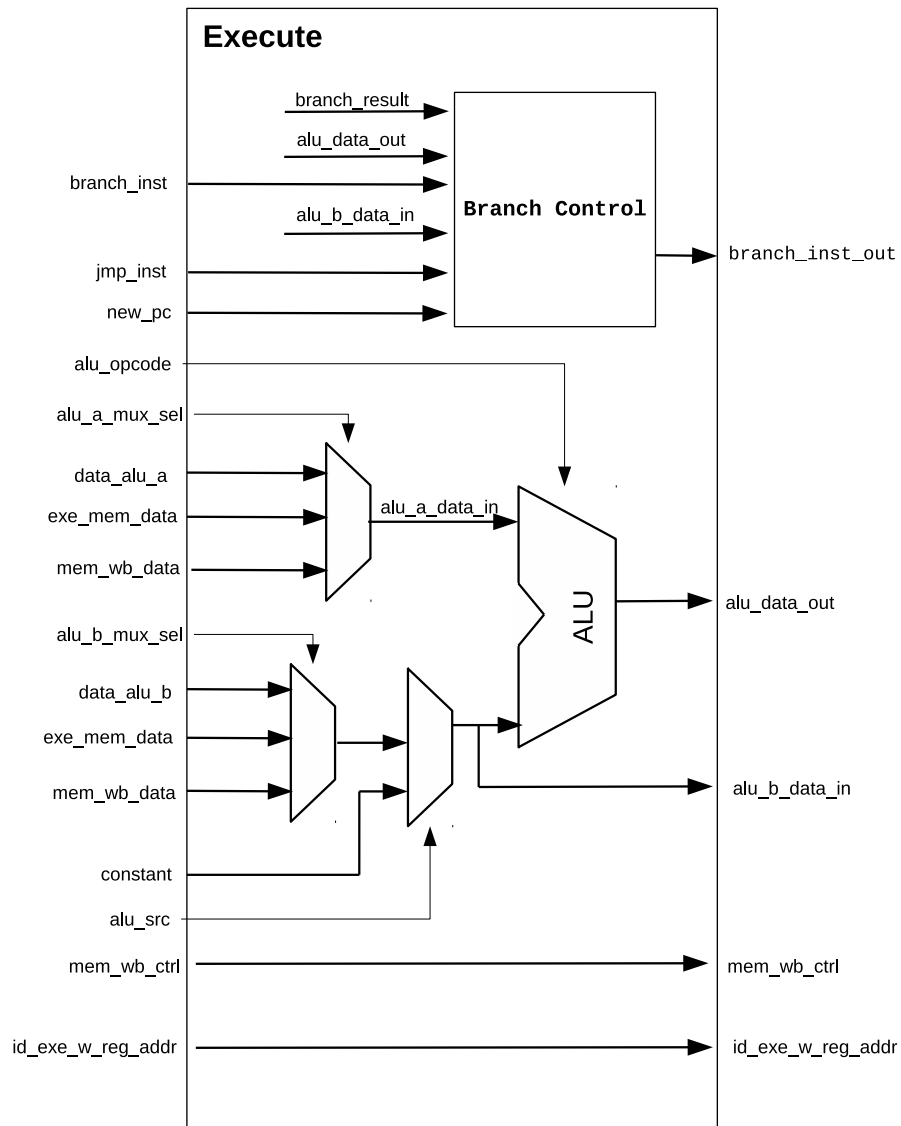 Execute
branch_result
alu_data_out
branch_inst
Branch Control
alu_b_data_in
branch_inst_out
jmp_inst
new_pc
alu_opcode
alu_a_mux_sel
data_alu_a
alu_a_data_in
exe_mem_data
mem_wb_data
ALU
alu_data_out
alu_b_mux_sel
data_alu_b
exe_mem_data
mem_wb_data
alu_b_data_in
constant
alu_src
mem_wb_ctrl
mem_wb_ctrl
id_exe_w_reg_addr
id_exe_w_reg_addr